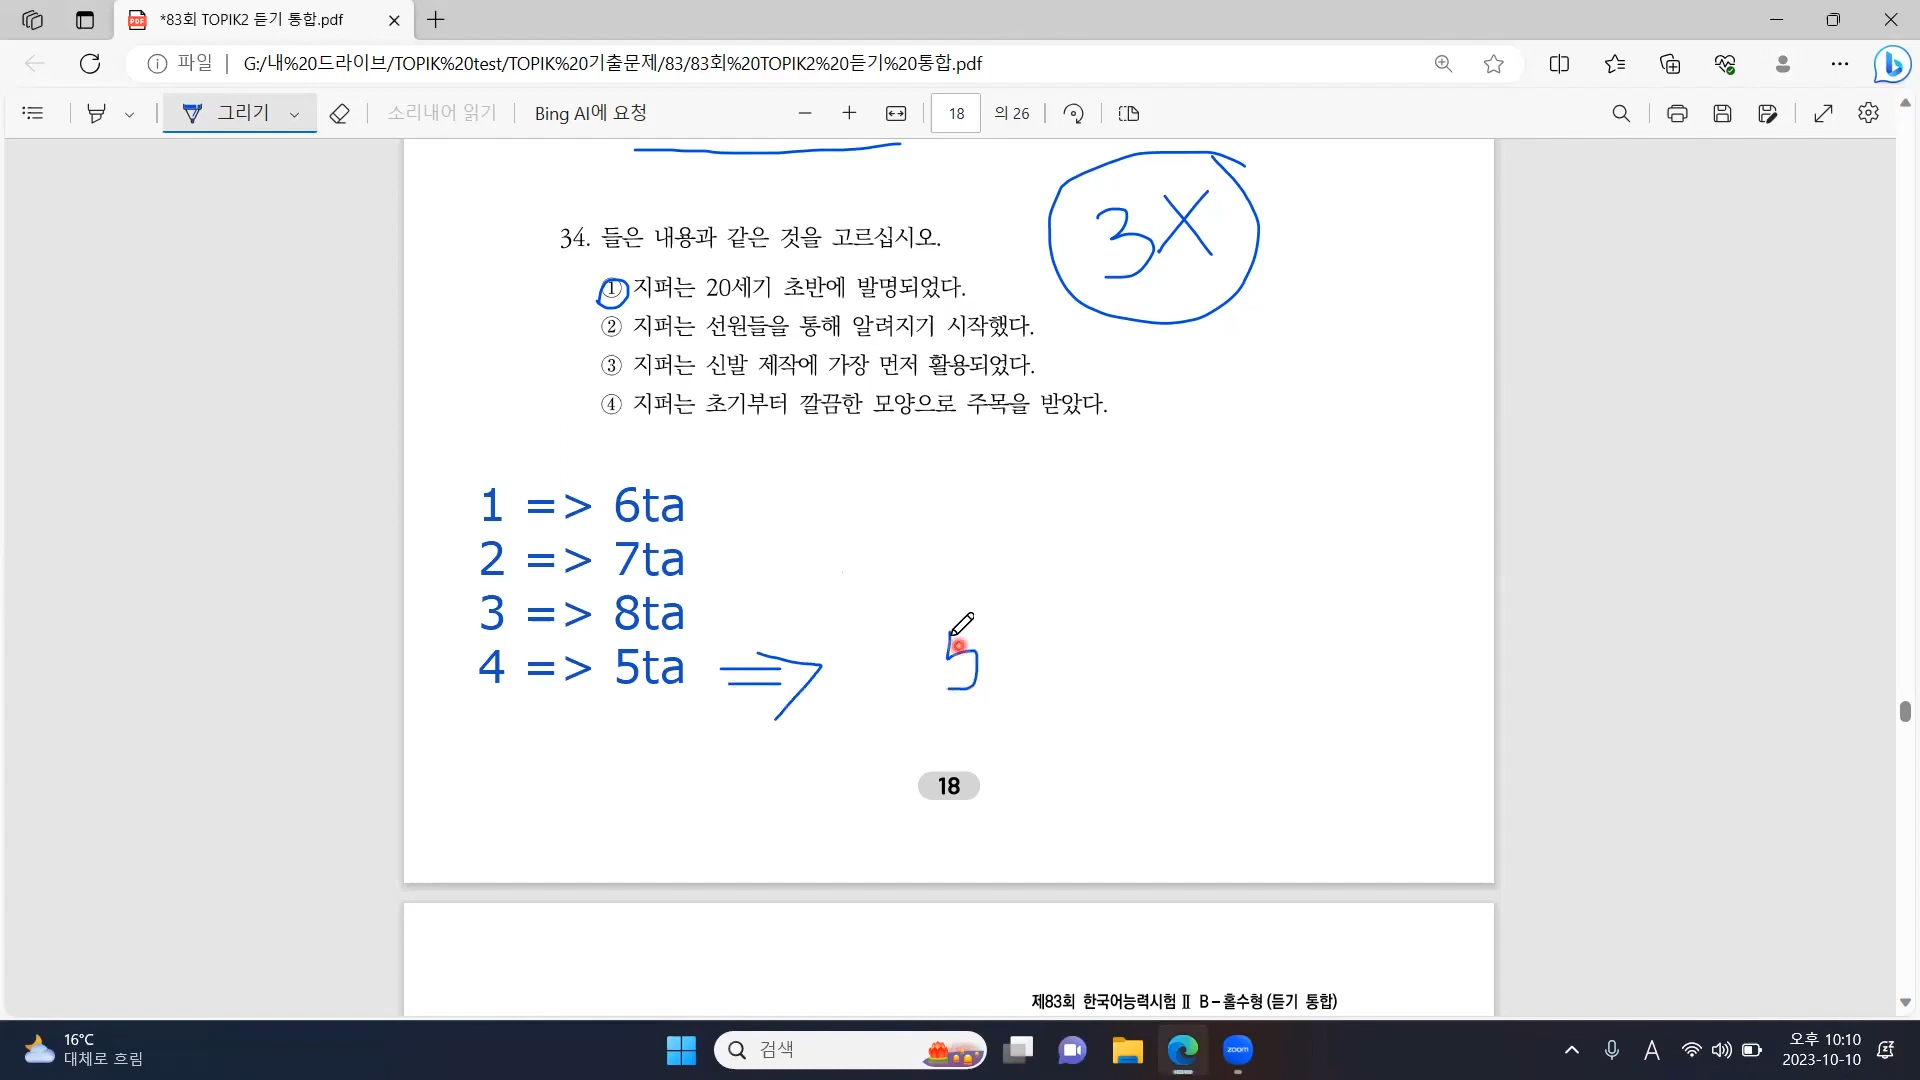 *83회 TOPIK2 듣기 통합.pdf
파일 | G:/내%20드라이브/TOPIK%20test/TOPIK%20기출문제/83/83회%20TOPIK2%20듣기%20통합.pdf
그리기 소리내어 읽기 Bing AI에 요청 18 의 26
3X
34. 들은 내용과 같은 것을 고르십시오.
① 지퍼는 20세기 초반에 발명되었다.
② 지퍼는 선원들을 통해 알려지기 시작했다.
③ 지퍼는 신발 제작에 가장 먼저 활용되었다.
④ 지퍼는 초기부터 깔끔한 모양으로 주목을 받았다.
1 => 6ta
2 => 7ta
3 => 8ta
4 => 5ta => 5
18
제83회 한국어능력시험 Ⅱ B-홀수형(듣기 통합)
16°C
대체로 흐림
검색
zoom
A
오후 10:10
2023-10-10